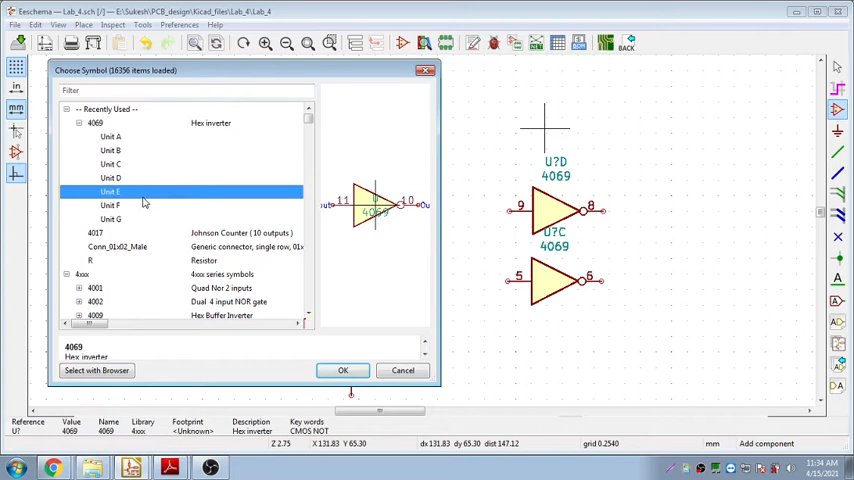 Eeschema — Lab_4.sch [/] — E:\Sukesh\PCB_design\Kicad_files\Lab_4\Lab_4
File Edit View Place Inspect Tools Preferences Help
BACK
in
mm
Choose Symbol (16356 items loaded)
Filter
-- Recently Used --
4069 Hex inverter
Unit A
Unit B
Unit C
Unit D
Unit E
Unit F
Unit G
4017 Johnson Counter ( 10 outputs )
Conn_01x02_Male Generic connector, single row, 01x
R Resistor
4xxx 4xxx series symbols
4001 Quad Nor 2 inputs
4002 Dual 4 input NOR gate
4009 Hex Buffer Inverter
11 10
4069
4069
Hex inverter
Select with Browser OK Cancel
U?D
4069
9 8
U?C
4069
5 6
Reference Value Name Library Footprint Description Key words
U? 4069 4069 4xxx <Unknown> Hex inverter CMOS NOT
Z 2.75 X 131.83 Y 65.30 dx 131.83 dy 65.30 dist 147.12 grid 0.2540 mm Add component
11:34 AM
4/15/2021